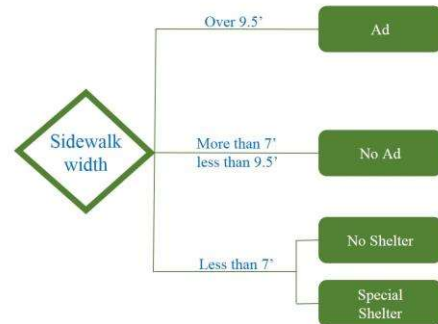 Over 9.5’
Ad
Sidewalk
width
More than 7’
less than 9.5’
No Ad
Less than 7’
No Shelter
Special
Shelter